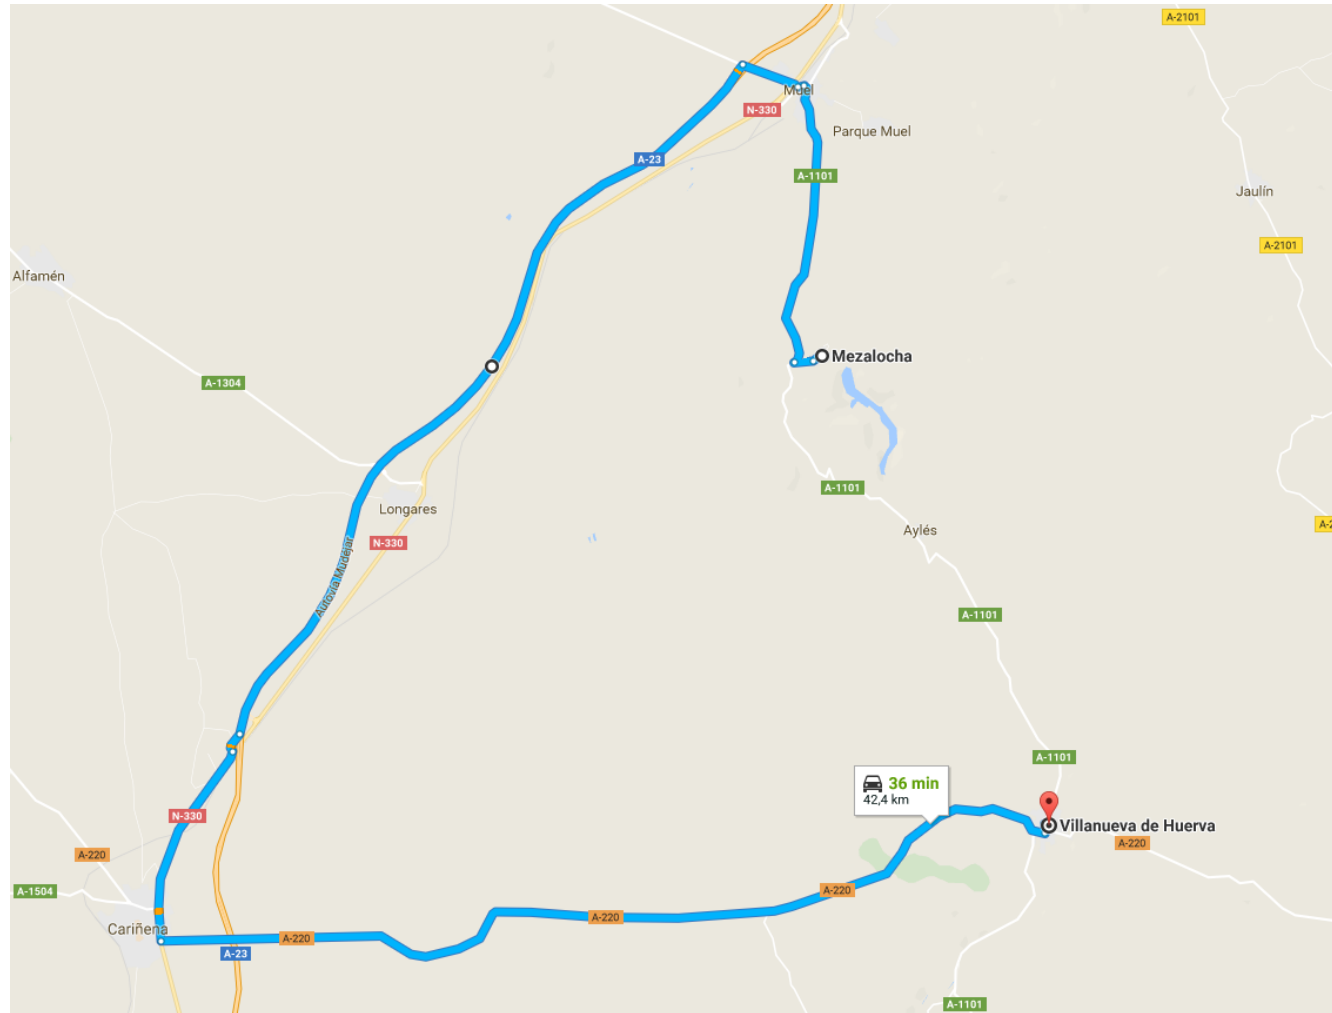 A-2101
Muel
N-330
Parque Muel
A-23
A-1101
Jaulín
A-2101
Alfamén
Mezalocha
A-1304
A-1101
Longares
A-2
Aylés
N-330
Autovía Mudéjar
A-1101
A-1101
36 min
42,4 km
N-330
Villanueva de Huerva
A-220
A-220
A-1504
A-220
A-220
Cariñena
A-220
A-23
A-1101